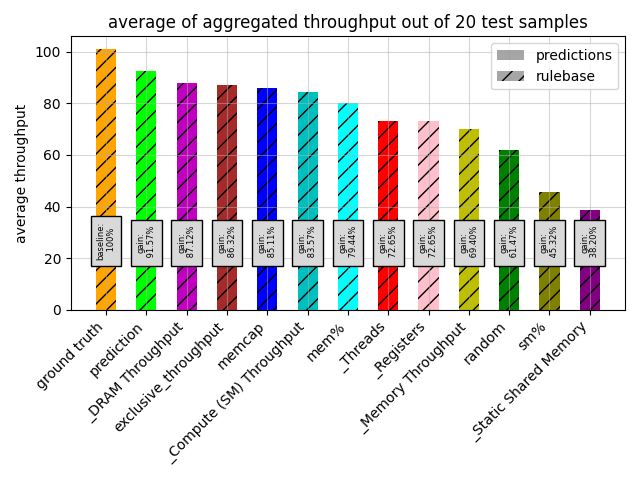 average of aggregated throughput out of 20 test samples
predictions
rulebase
average throughput
100
80
60
40
20
0
baseline:
100%
gain:
91.57%
gain:
87.12%
gain:
86.32%
gain:
85.11%
gain:
83.57%
gain:
79.44%
gain:
72.65%
gain:
72.65%
gain:
69.40%
gain:
61.47%
gain:
45.32%
gain:
38.20%
ground truth
prediction
_DRAM Throughput
exclusive_throughput
memcap
_Compute (SM) Throughput
mem%
_Threads
_Registers
_Memory Throughput
random
sm%
_Static Shared Memory